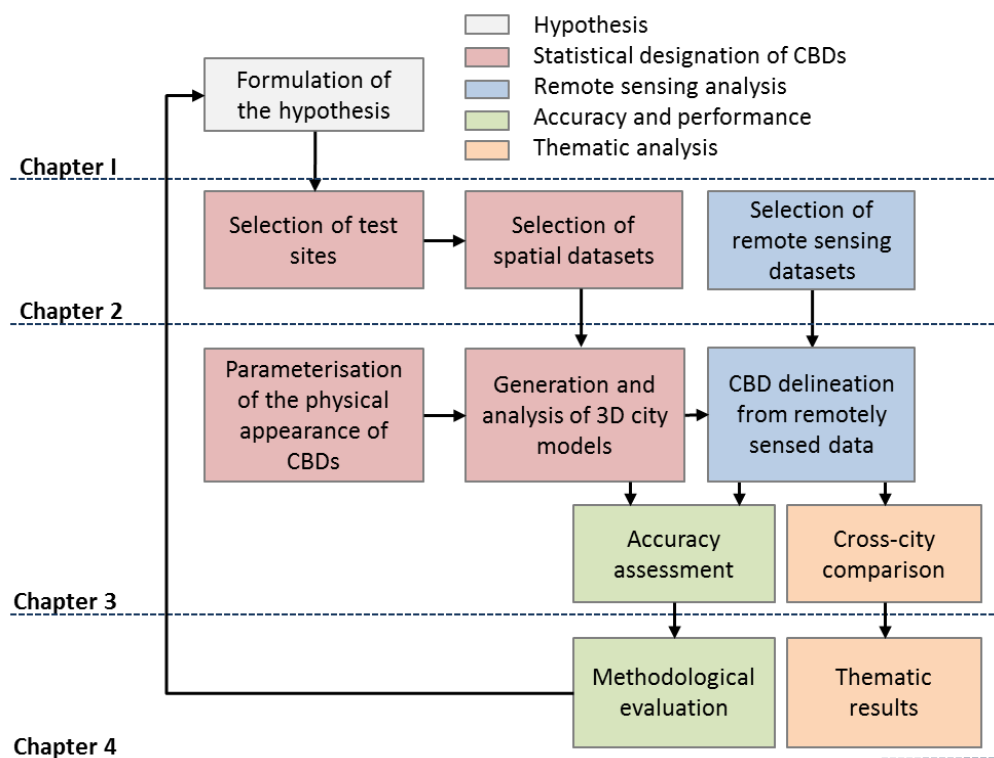 Hypothesis
Statistical designation of CBDs
Remote sensing analysis
Accuracy and performance
Thematic analysis
Formulation of
the hypothesis
Chapter I
Selection of test
sites
Selection of
spatial datasets
Selection of
remote sensing
datasets
Chapter 2
Parameterisation
of the physical
appearance of
CBDs
Generation and
analysis of 3D city
models
CBD delineation
from remotely
sensed data
Accuracy
assessment
Cross-city
comparison
Chapter 3
Methodological
evaluation
Thematic
results
Chapter 4